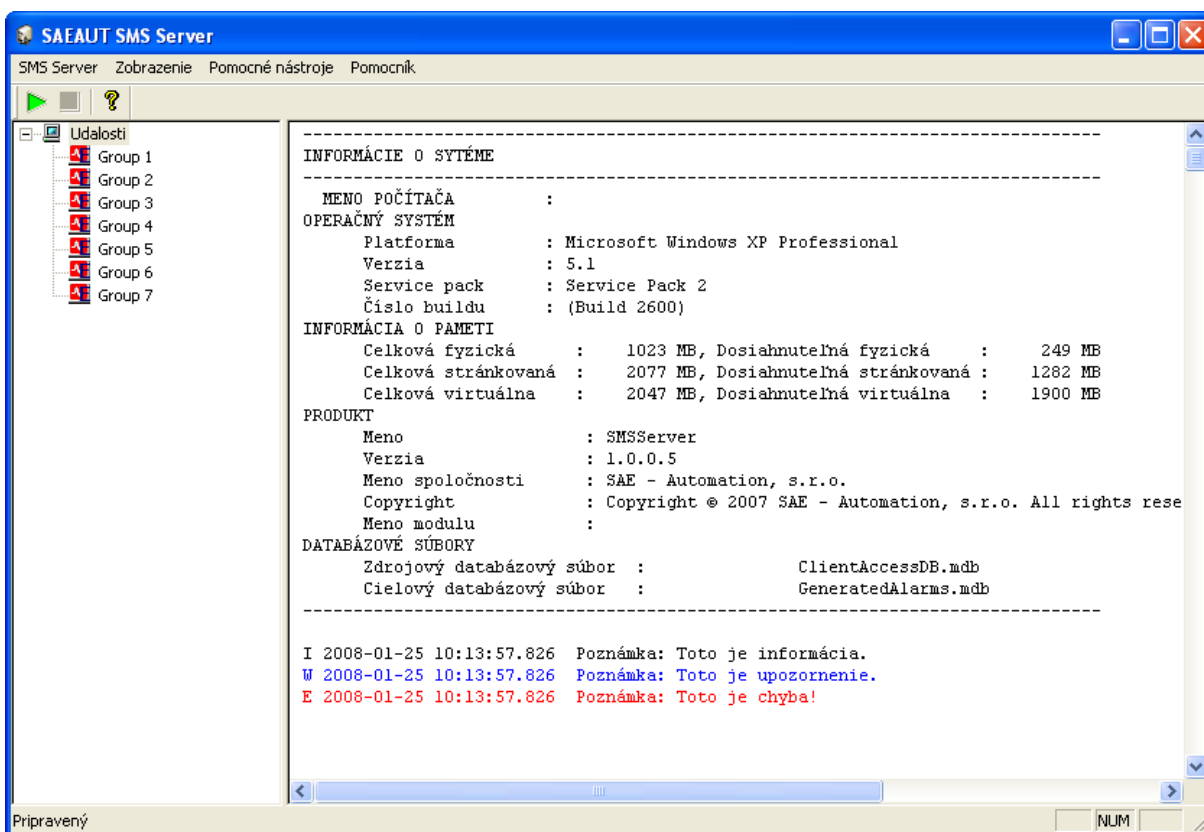 SAEAUT SMS Server
SMS Server Zobrazenie Pomocné nástroje Pomocník
Udalosti
Group 1
Group 2
Group 3
Group 4
Group 5
Group 6
Group 7
--------------------------------------------------------------------------------
INFORMÁCIE O SYTÉME
--------------------------------------------------------------------------------
MENO POČÍTAČA :
OPERAČNÝ SYSTÉM
Platforma : Microsoft Windows XP Professional
Verzia : 5.1
Service pack : Service Pack 2
Číslo buildu : (Build 2600)
INFORMÁCIA O PAMETI
Celková fyzická : 1023 MB, Dosiahnuteľná fyzická : 249 MB
Celková stránkovaná : 2077 MB, Dosiahnuteľná stránkovaná : 1282 MB
Celková virtuálna : 2047 MB, Dosiahnuteľná virtuálna : 1900 MB
PRODUKT
Meno : SMSServer
Verzia : 1.0.0.5
Meno spoločnosti : SAE - Automation, s.r.o.
Copyright : Copyright © 2007 SAE - Automation, s.r.o. All rights rese
Meno modulu :
DATABÁZOVÉ SÚBORY
Zdrojový databázový súbor : ClientAccessDB.mdb
Cielový databázový súbor : GeneratedAlarms.mdb
--------------------------------------------------------------------------------
I 2008-01-25 10:13:57.826 Poznámka: Toto je informácia.
W 2008-01-25 10:13:57.826 Poznámka: Toto je upozornenie.
E 2008-01-25 10:13:57.826 Poznámka: Toto je chyba!
Pripravený NUM